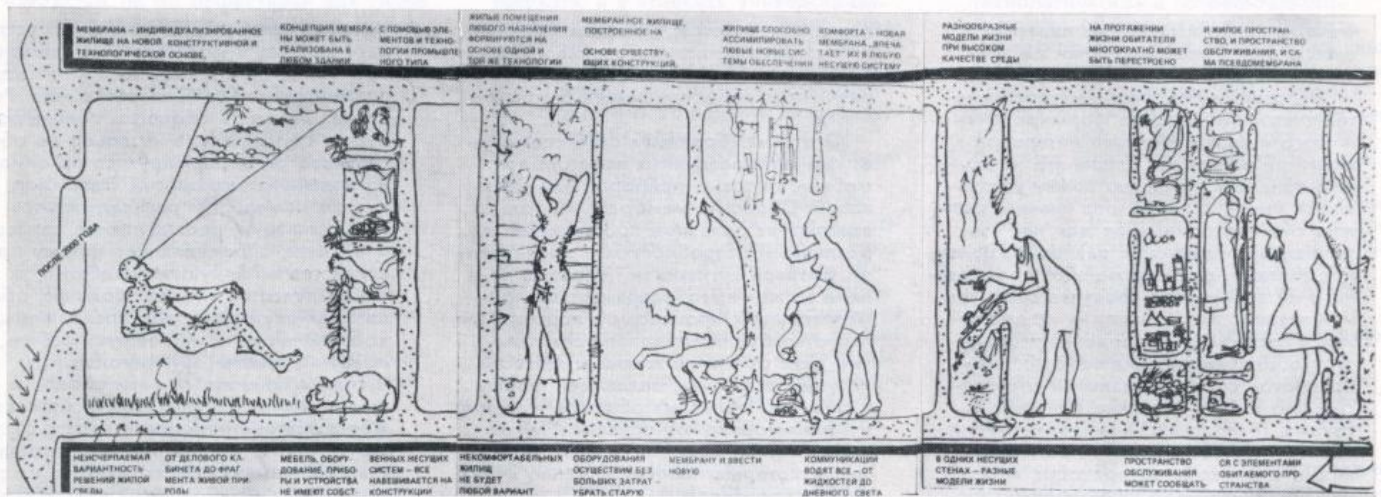 МЕМБРАНА – ИНДИВИДУАЛИЗИРОВАННОЕ
ЖИЛИЩЕ НА НОВОЙ КОНСТРУКТИВНОЙ И
ТЕХНОЛОГИЧЕСКОЙ ОСНОВЕ.
КОНЦЕПЦИЯ МЕМБРА-
НЫ МОЖЕТ БЫТЬ
РЕАЛИЗОВАНА В
ЛЮБОМ ЗДАНИИ
С ПОМОЩЬЮ ЭЛЕ-
МЕНТОВ И ТЕХНО-
ЛОГИИ ПРОМЫШЛЕН-
НОГО ТИПА
ЖИЛЫЕ ПОМЕЩЕНИЯ
ЛЮБОГО НАЗНАЧЕНИЯ
ФОРМИРУЮТСЯ НА
ОСНОВЕ ОДНОЙ И
ТОЙ ЖЕ ТЕХНОЛОГИИ
МЕМБРАННОЕ ЖИЛИЩЕ,
ПОСТРОЕННОЕ НА
ОСНОВЕ СУЩЕСТВУ-
ЮЩИХ КОНСТРУКЦИЙ,
ЖИЛИЩЕ СПОСОБНО
АССИМИЛИРОВАТЬ
ЛЮБЫЕ НОВЫЕ СИС-
ТЕМЫ ОБЕСПЕЧЕНИЯ
КОМФОРТА – НОВАЯ
МЕМБРАНА „ВПЕЧА-
ТАЕТ" ИХ В ЛЮБУЮ
НЕСУЩУЮ СИСТЕМУ
РАЗНООБРАЗНЫЕ
МОДЕЛИ ЖИЗНИ
ПРИ ВЫСОКОМ
КАЧЕСТВЕ СРЕДЫ
НА ПРОТЯЖЕНИИ
ЖИЗНИ ОБИТАТЕЛЯ
МНОГОКРАТНО МОЖЕТ
БЫТЬ ПЕРЕСТРОЕНО
И ЖИЛОЕ ПРОСТРАН-
СТВО, И ПРОСТРАНСТВО
ОБСЛУЖИВАНИЯ, И СА-
МА ПСЕВДОМЕМБРАНА
ПОСЛЕ 2000 ГОДА
НЕИСЧЕРПАЕМАЯ
ВАРИАНТНОСТЬ
РЕШЕНИЙ ЖИЛОЙ
СРЕДЫ
ОТ ДЕЛОВОГО КА-
БИНЕТА ДО ФРАГ-
МЕНТА ЖИВОЙ ПРИ-
РОДЫ
МЕБЕЛЬ, ОБОРУ-
ДОВАНИЕ, ПРИБО-
РЫ И УСТРОЙСТВА
НЕ ИМЕЮТ СОБСТ-
ВЕННЫХ НЕСУЩИХ
СИСТЕМ – ВСЕ
НАВЕШИВАЕТСЯ НА
КОНСТРУКЦИИ
НЕКОМФОРТАБЕЛЬНЫХ
ЖИЛИЩ
НЕ БУДЕТ
ЛЮБОЙ ВАРИАНТ
ОБОРУДОВАНИЯ
ОСУЩЕСТВИМ БЕЗ
БОЛЬШИХ ЗАТРАТ –
УБРАТЬ СТАРУЮ
МЕМБРАНУ И ВВЕСТИ
НОВУЮ
КОММУНИКАЦИИ
ВОДЯТ ВСЕ – ОТ
ЖИДКОСТЕЙ ДО
ДНЕВНОГО СВЕТА
В ОДНИХ НЕСУЩИХ
СТЕНАХ – РАЗНЫЕ
МОДЕЛИ ЖИЗНИ
ПРОСТРАНСТВО
ОБСЛУЖИВАНИЯ
МОЖЕТ СООБЩАТЬ-
СЯ С ЭЛЕМЕНТАМИ
ОБИТАЕМОГО ПРО-
СТРАНСТВА